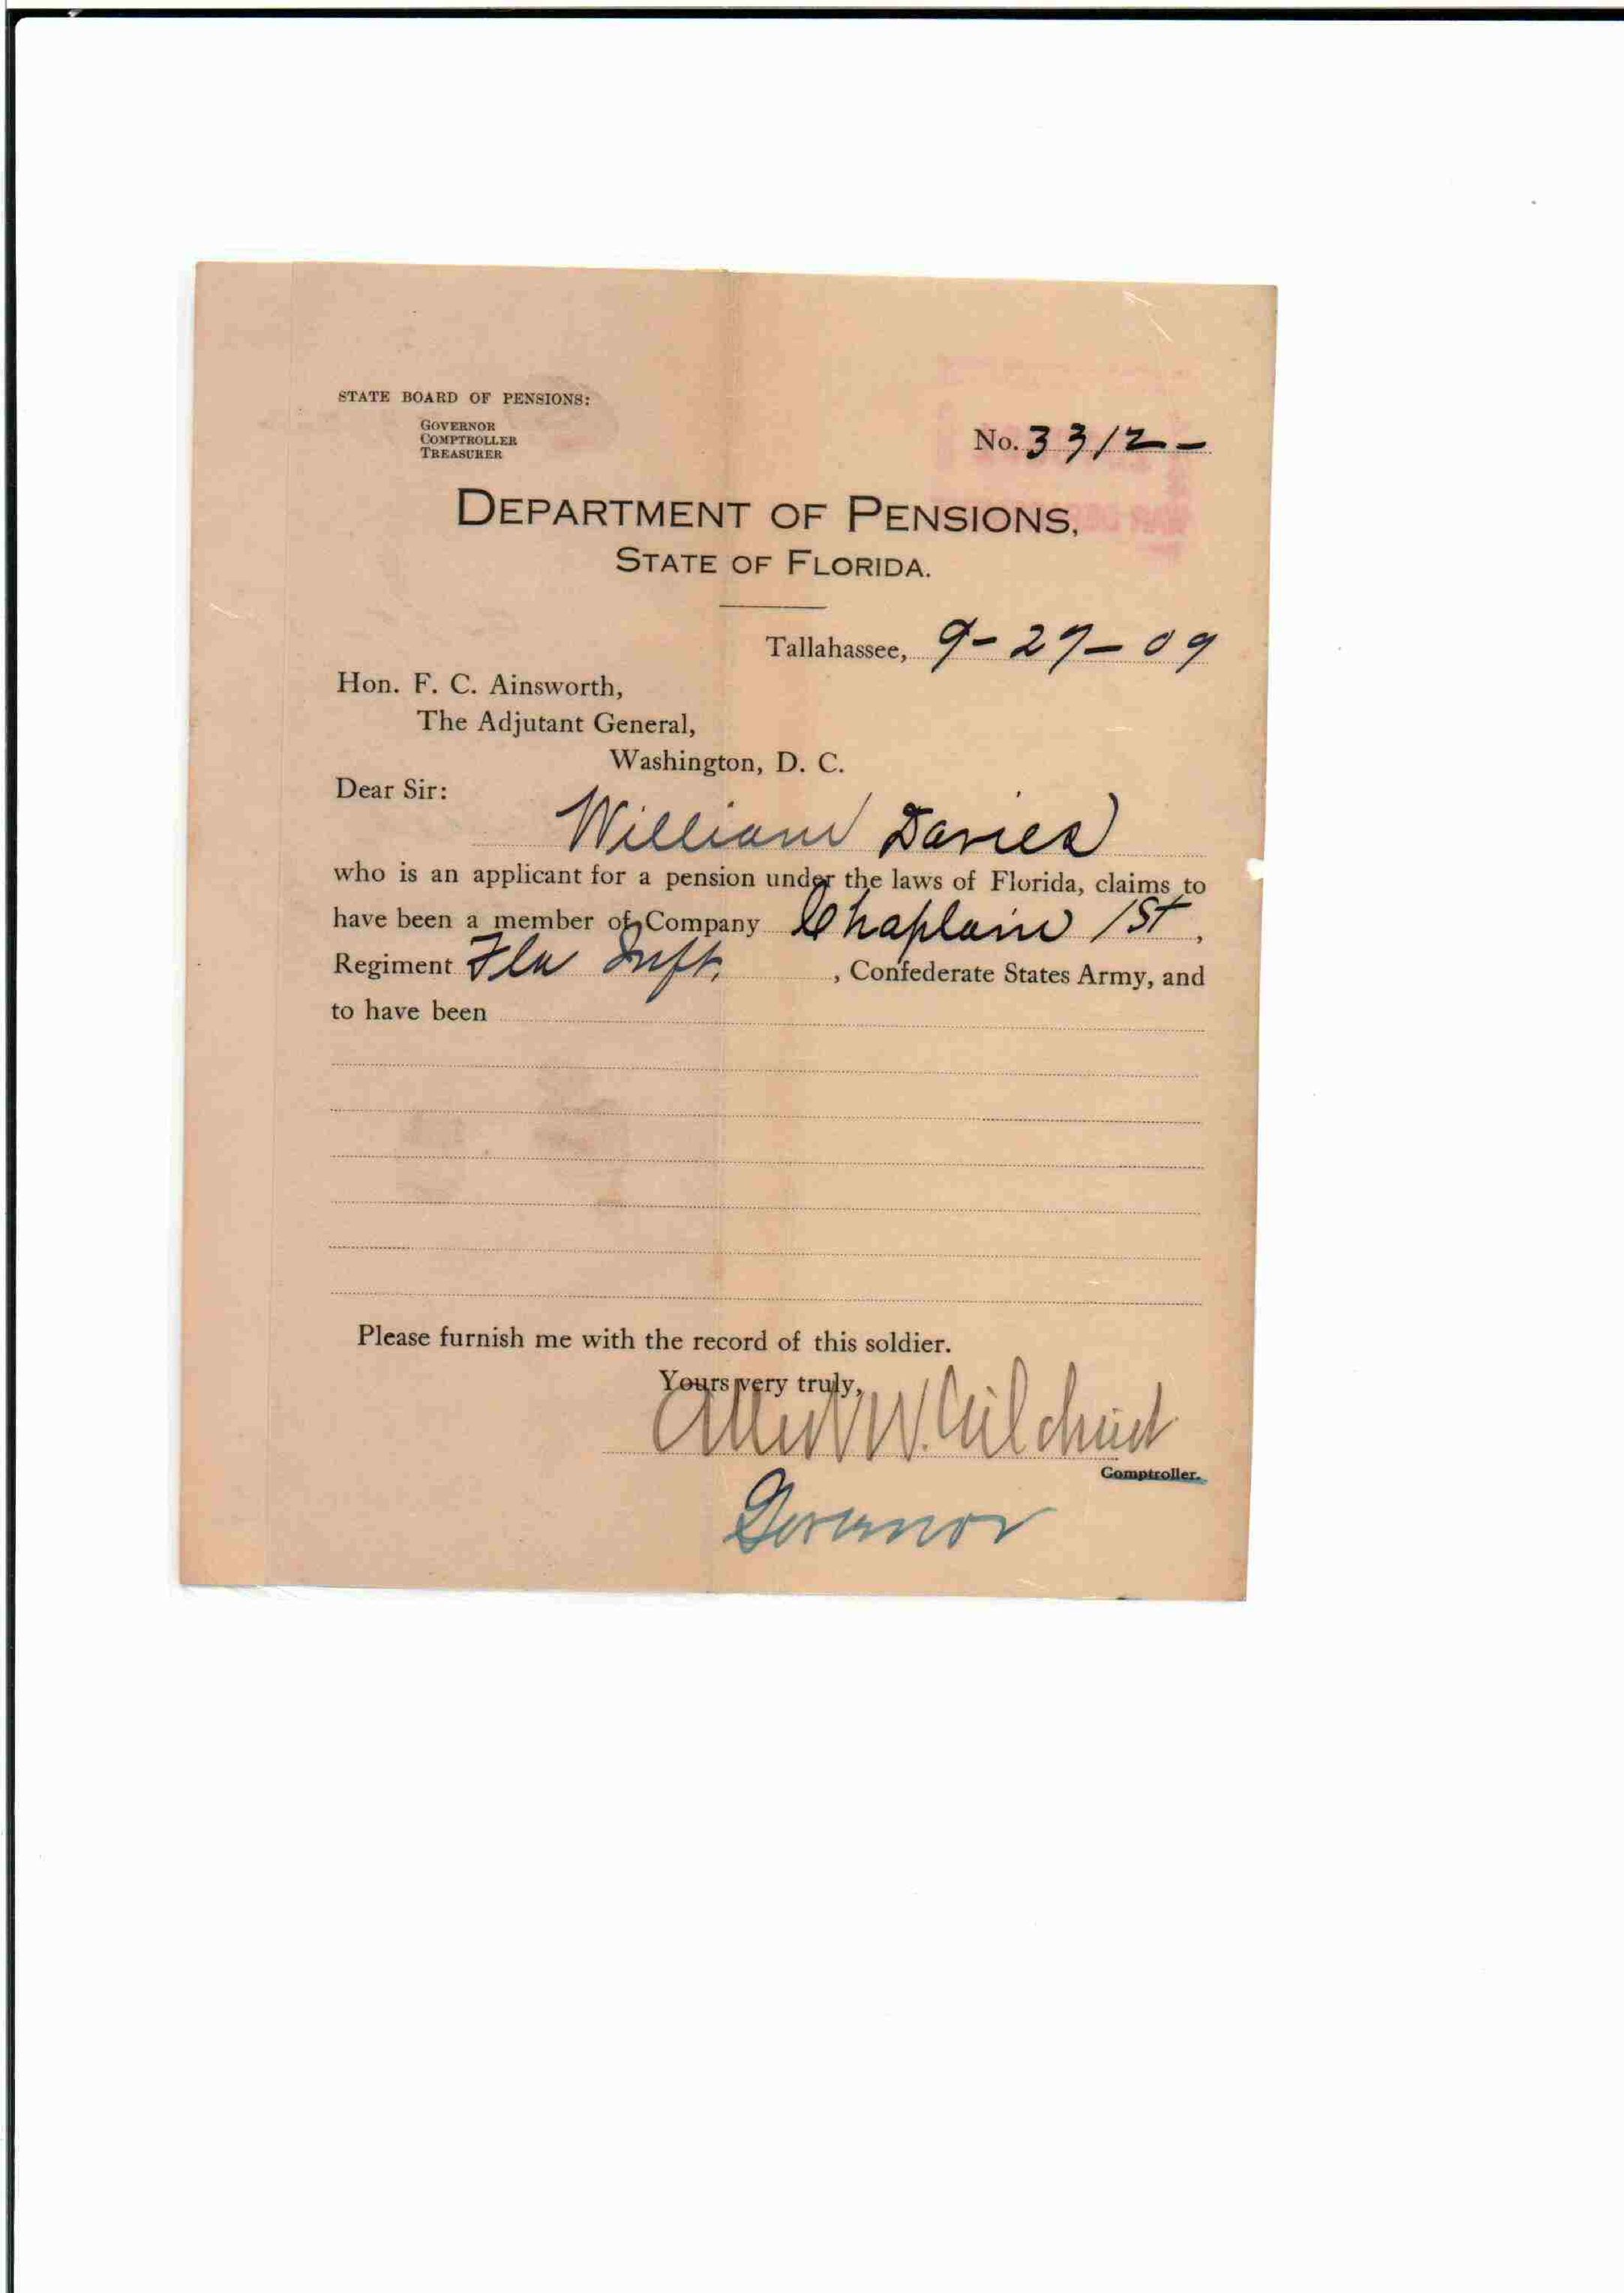 STATE BOARD OF PENSIONS:
GOVERNOR
COMPTROLLER
TREASURER
No. 3312-
DEPARTMENT OF PENSIONS,
STATE OF FLORIDA.
Tallahassee, 9-27-09
Hon. F. C. Ainsworth,
The Adjutant General,
Washington, D. C.
Dear Sir:
William Davies
who is an applicant for a pension under the laws of Florida, claims to
have been a member of Company Chaplain 1st,
Regiment Fla Inft. , Confederate States Army, and
to have been
Please furnish me with the record of this soldier.
Yours very truly,
Albert W. Gilchrist
Comptroller.
Governor